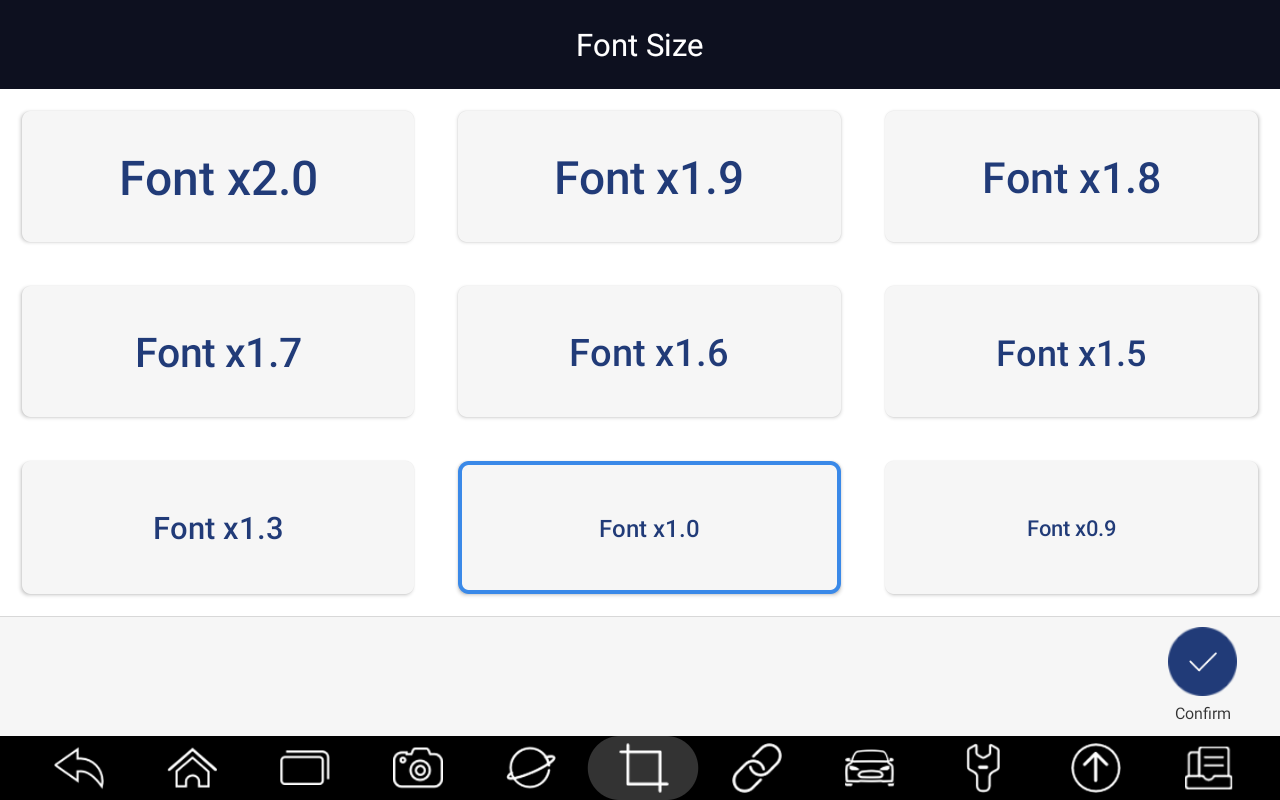 Font Size
Font x2.0
Font x1.9
Font x1.8
Font x1.7
Font x1.6
Font x1.5
Font x1.3
Font x1.0
Font x0.9
Confirm